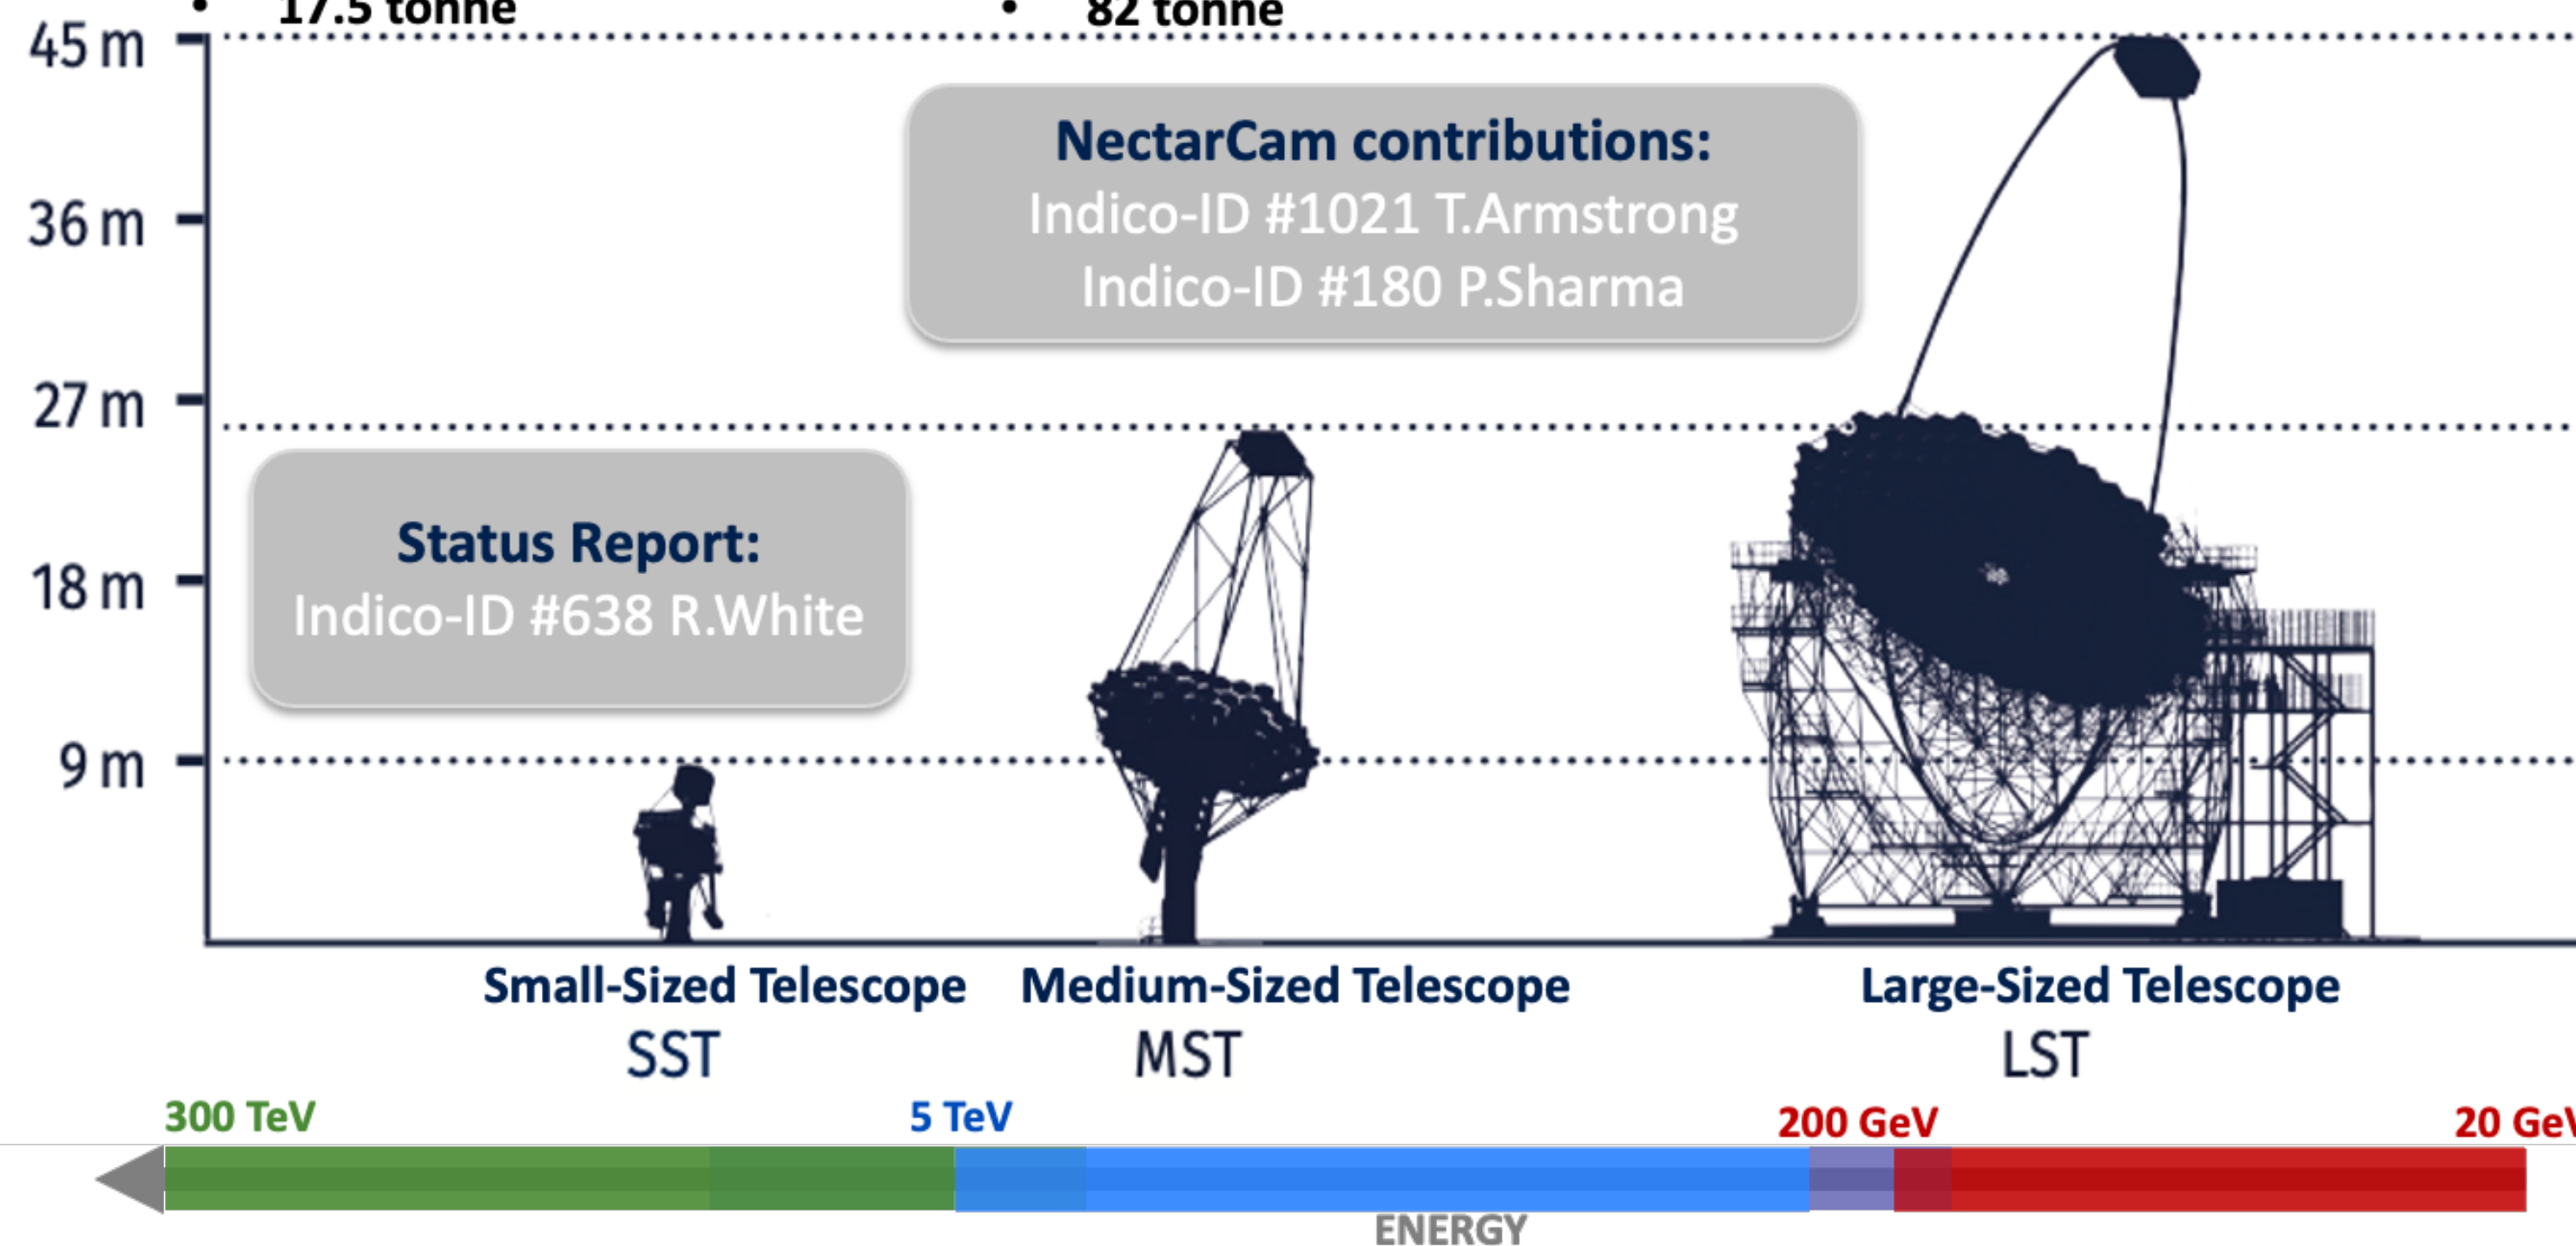 • 17.5 tonne
• 82 tonne
45 m
NectarCam contributions:
Indico-ID #1021 T.Armstrong
Indico-ID #180 P.Sharma
36 m
27 m
Status Report:
Indico-ID #638 R.White
18 m
9 m
Small-Sized Telescope
SST
Medium-Sized Telescope
MST
Large-Sized Telescope
LST
300 TeV
5 TeV
200 GeV
20 GeV
ENERGY